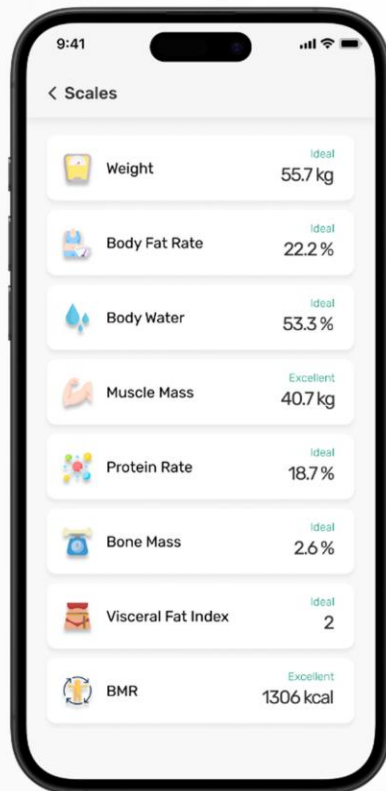 9:41
Scales
Ideal
Weight
55.7 kg
Ideal
Body Fat Rate
22.2 %
Ideal
Body Water
53.3 %
Excellent
Muscle Mass
40.7 kg
Ideal
Protein Rate
18.7 %
Ideal
Bone Mass
2.6 %
Ideal
Visceral Fat Index
2
Excellent
BMR
1306 kcal